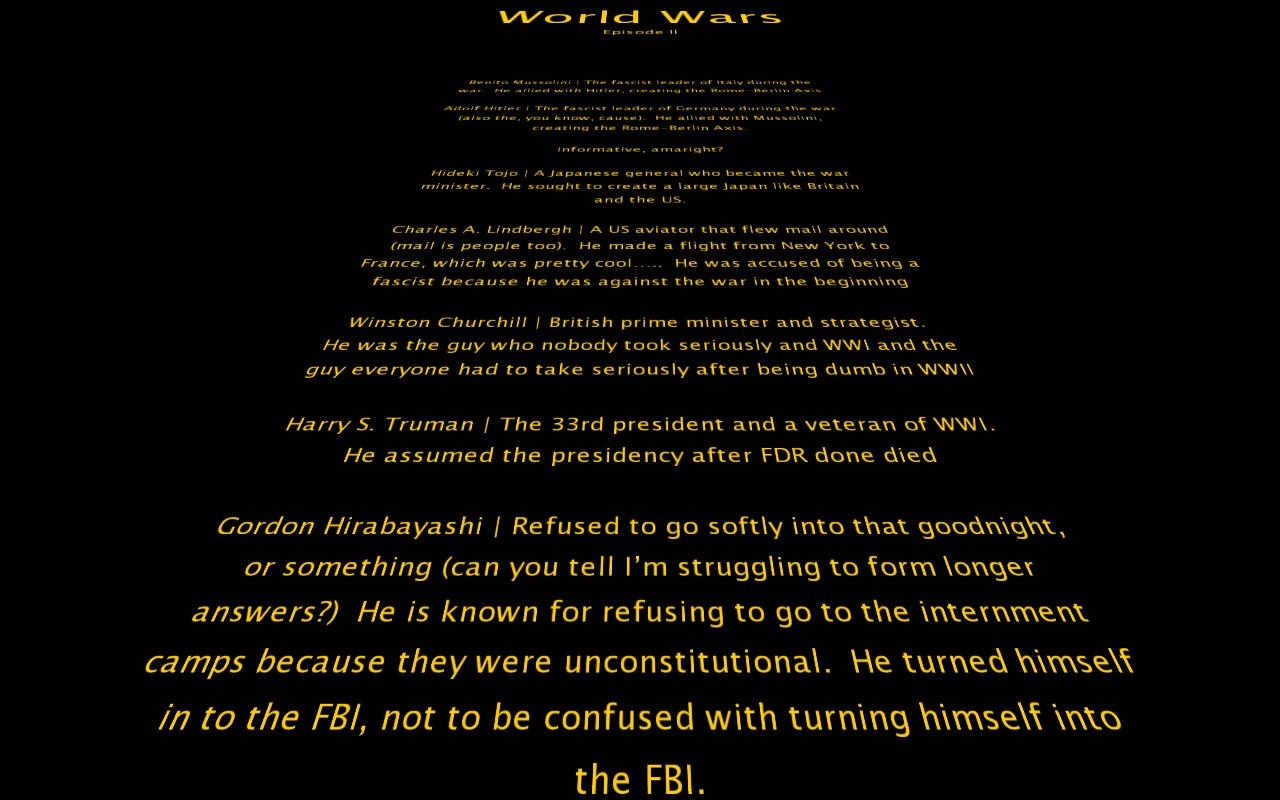 World Wars
Episode II
Benito Mussolini | The fascist leader of Italy during the
war.  He allied with Hitler, creating the Rome-Berlin Axis
Adolf Hitler | The fascist leader of Germany during the war
(also the, you know, cause).  He allied with Mussolini,
creating the Rome-Berlin Axis.
informative, amaright?
Hideki Tojo | A Japanese general who became the war
minister.  He sought to create a large Japan like Britain
and the US.
Charles A. Lindbergh | A US aviator that flew mail around
(mail is people too).  He made a flight from New York to
France, which was pretty cool.....  He was accused of being a
fascist because he was against the war in the beginning
Winston Churchill | British prime minister and strategist.
He was the guy who nobody took seriously and WWI and the
guy everyone had to take seriously after being dumb in WWII
Harry S. Truman | The 33rd president and a veteran of WWI.
He assumed the presidency after FDR done died
Gordon Hirabayashi | Refused to go softly into that goodnight,
or something (can you tell I’m struggling to form longer
answers?)  He is known for refusing to go to the internment
camps because they were unconstitutional.  He turned himself
in to the FBI, not to be confused with turning himself into
the FBI.